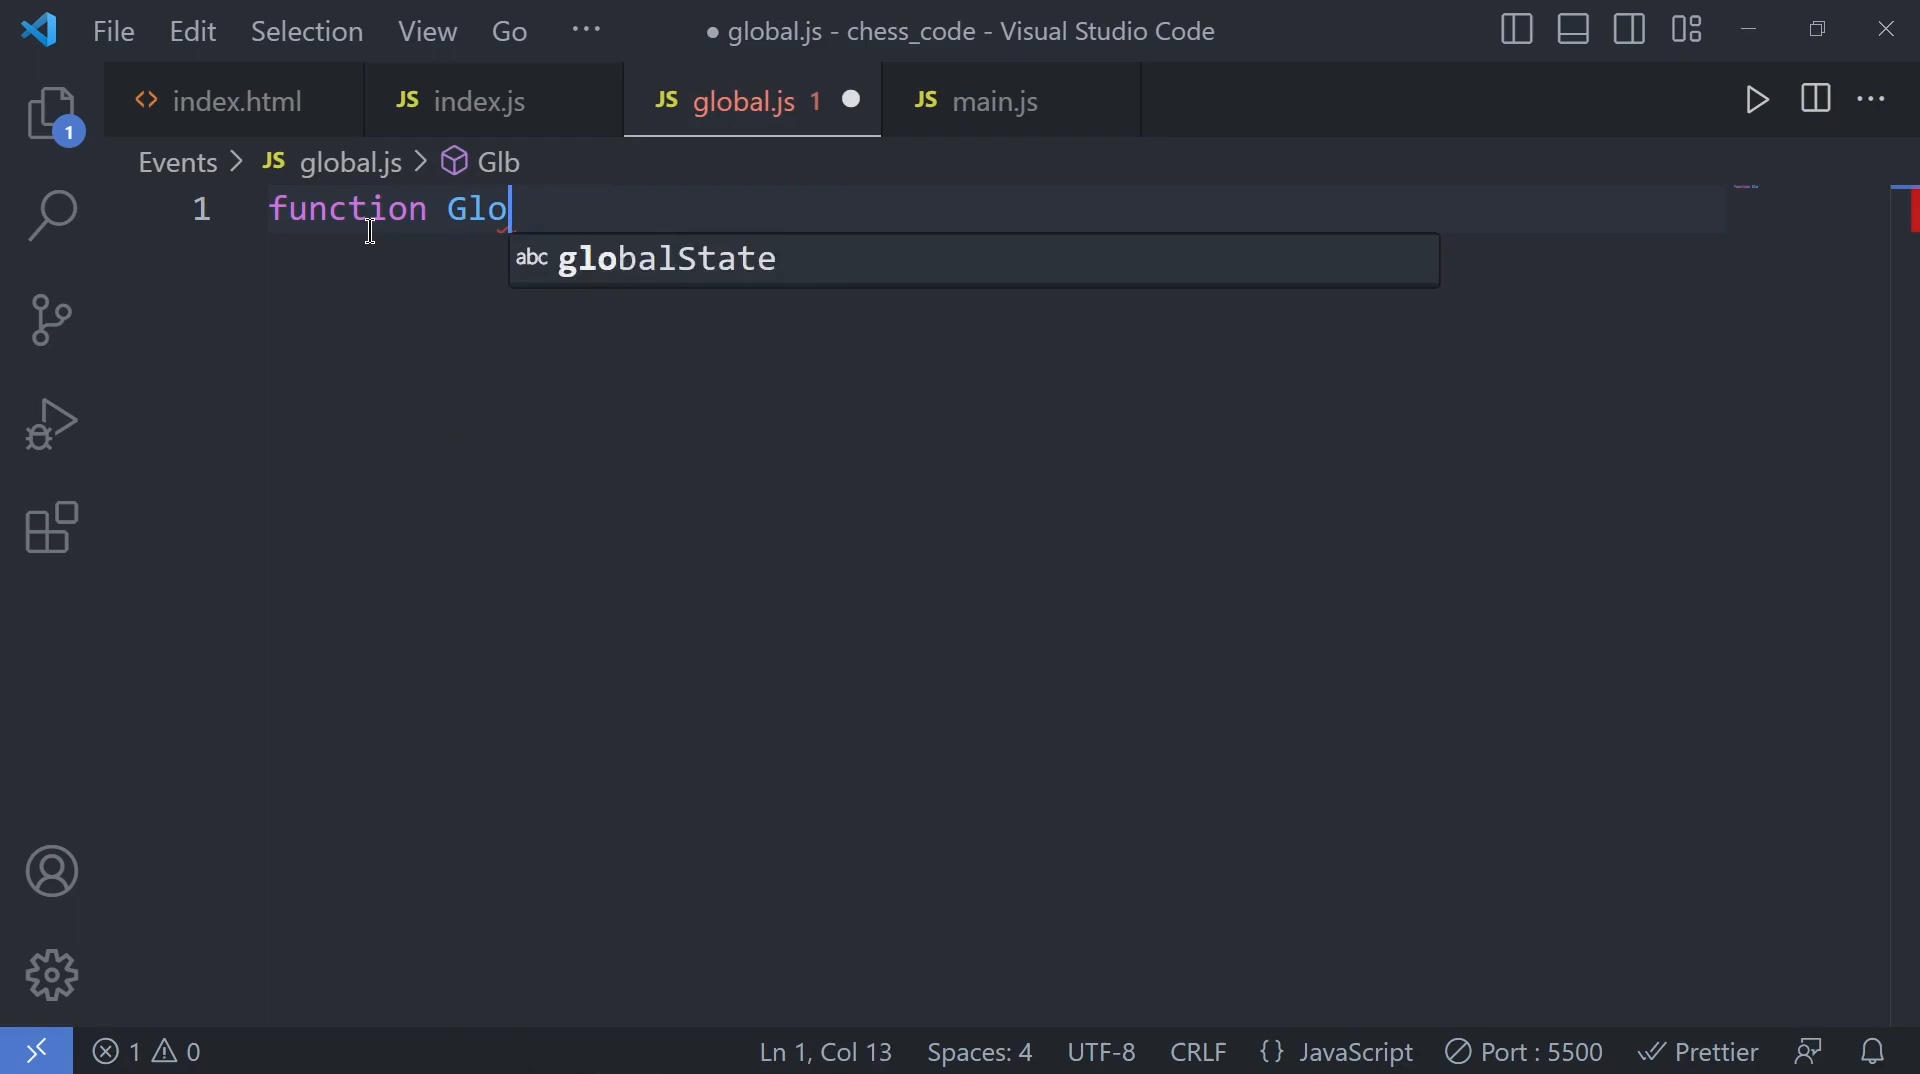 File Edit Selection View Go ··· ● global.js - chess_code - Visual Studio Code
1
<> index.html JS index.js JS global.js 1 JS main.js
Events > JS global.js > Glb
1 function Glo
abc globalState
1 0 Ln 1, Col 13 Spaces: 4 UTF-8 CRLF {} JavaScript Port : 5500 Prettier